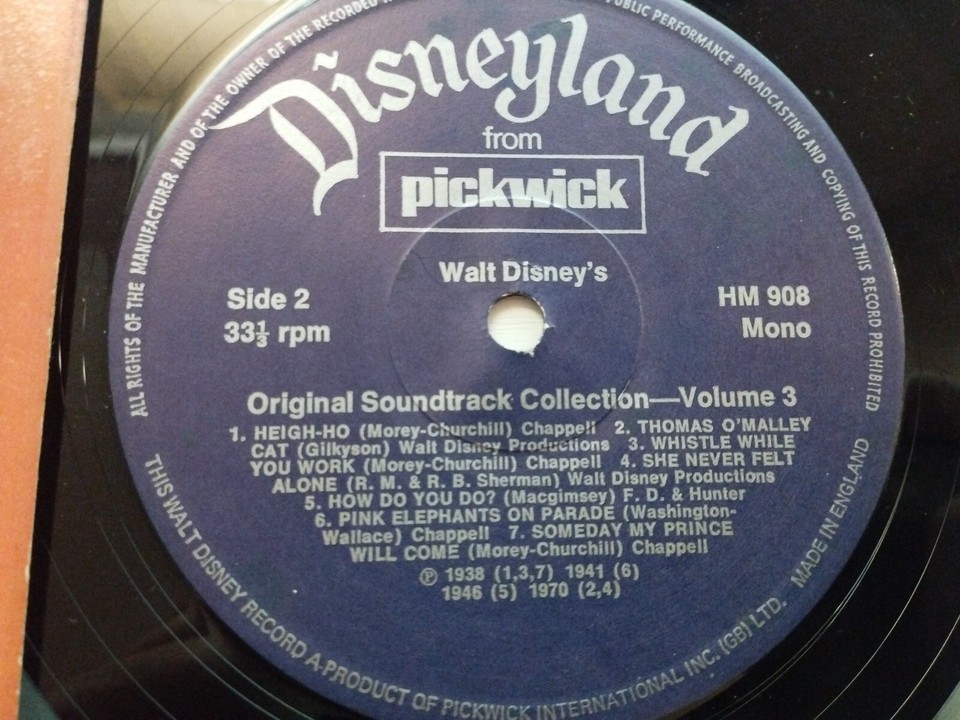 Disneyland
from
pickwick
Walt Disney's
Side 2
33⅓ rpm
HM 908
Mono
Original Soundtrack Collection—Volume 3
1. HEIGH-HO (Morey-Churchill) Chappell 2. THOMAS O'MALLEY
CAT (Gilkyson) Walt Disney Productions 3. WHISTLE WHILE
YOU WORK (Morey-Churchill) Chappell 4. SHE NEVER FELT
ALONE (R. M. & R. B. Sherman) Walt Disney Productions
5. HOW DO YOU DO? (Macgimsey) F. D. & Hunter
6. PINK ELEPHANTS ON PARADE (Washington-
Wallace) Chappell 7. SOMEDAY MY PRINCE
WILL COME (Morey-Churchill) Chappell
℗ 1938 (1,3,7) 1941 (6)
1946 (5) 1970 (2,4)
ALL RIGHTS OF THE MANUFACTURER AND OF THE OWNER OF THE RECORDED
PUBLIC PERFORMANCE BROADCASTING AND COPYING OF THIS RECORD PROHIBITED
THIS WALT DISNEY RECORD A PRODUCT OF PICKWICK INTERNATIONAL INC. (GB) LTD. MADE IN ENGLAND